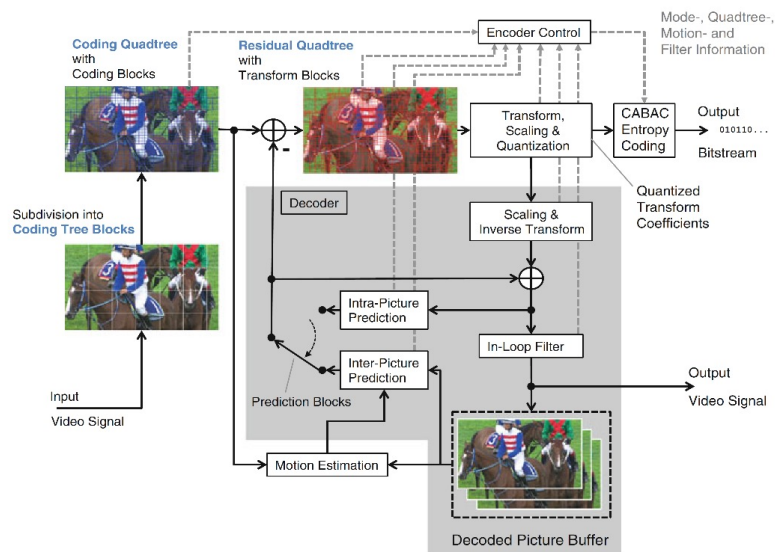 Coding Quadtree
with
Coding Blocks
Residual Quadtree
with
Transform Blocks
Encoder Control
Mode-, Quadtree-,
Motion- and
Filter Information
-
Transform,
Scaling &
Quantization
CABAC
Entropy
Coding
Output
010110...
Bitstream
Subdivision into
Coding Tree Blocks
Decoder
Scaling &
Inverse Transform
Quantized
Transform
Coefficients
Intra-Picture
Prediction
In-Loop Filter
Inter-Picture
Prediction
Prediction Blocks
Input
Video Signal
Output
Video Signal
Motion Estimation
Decoded Picture Buffer